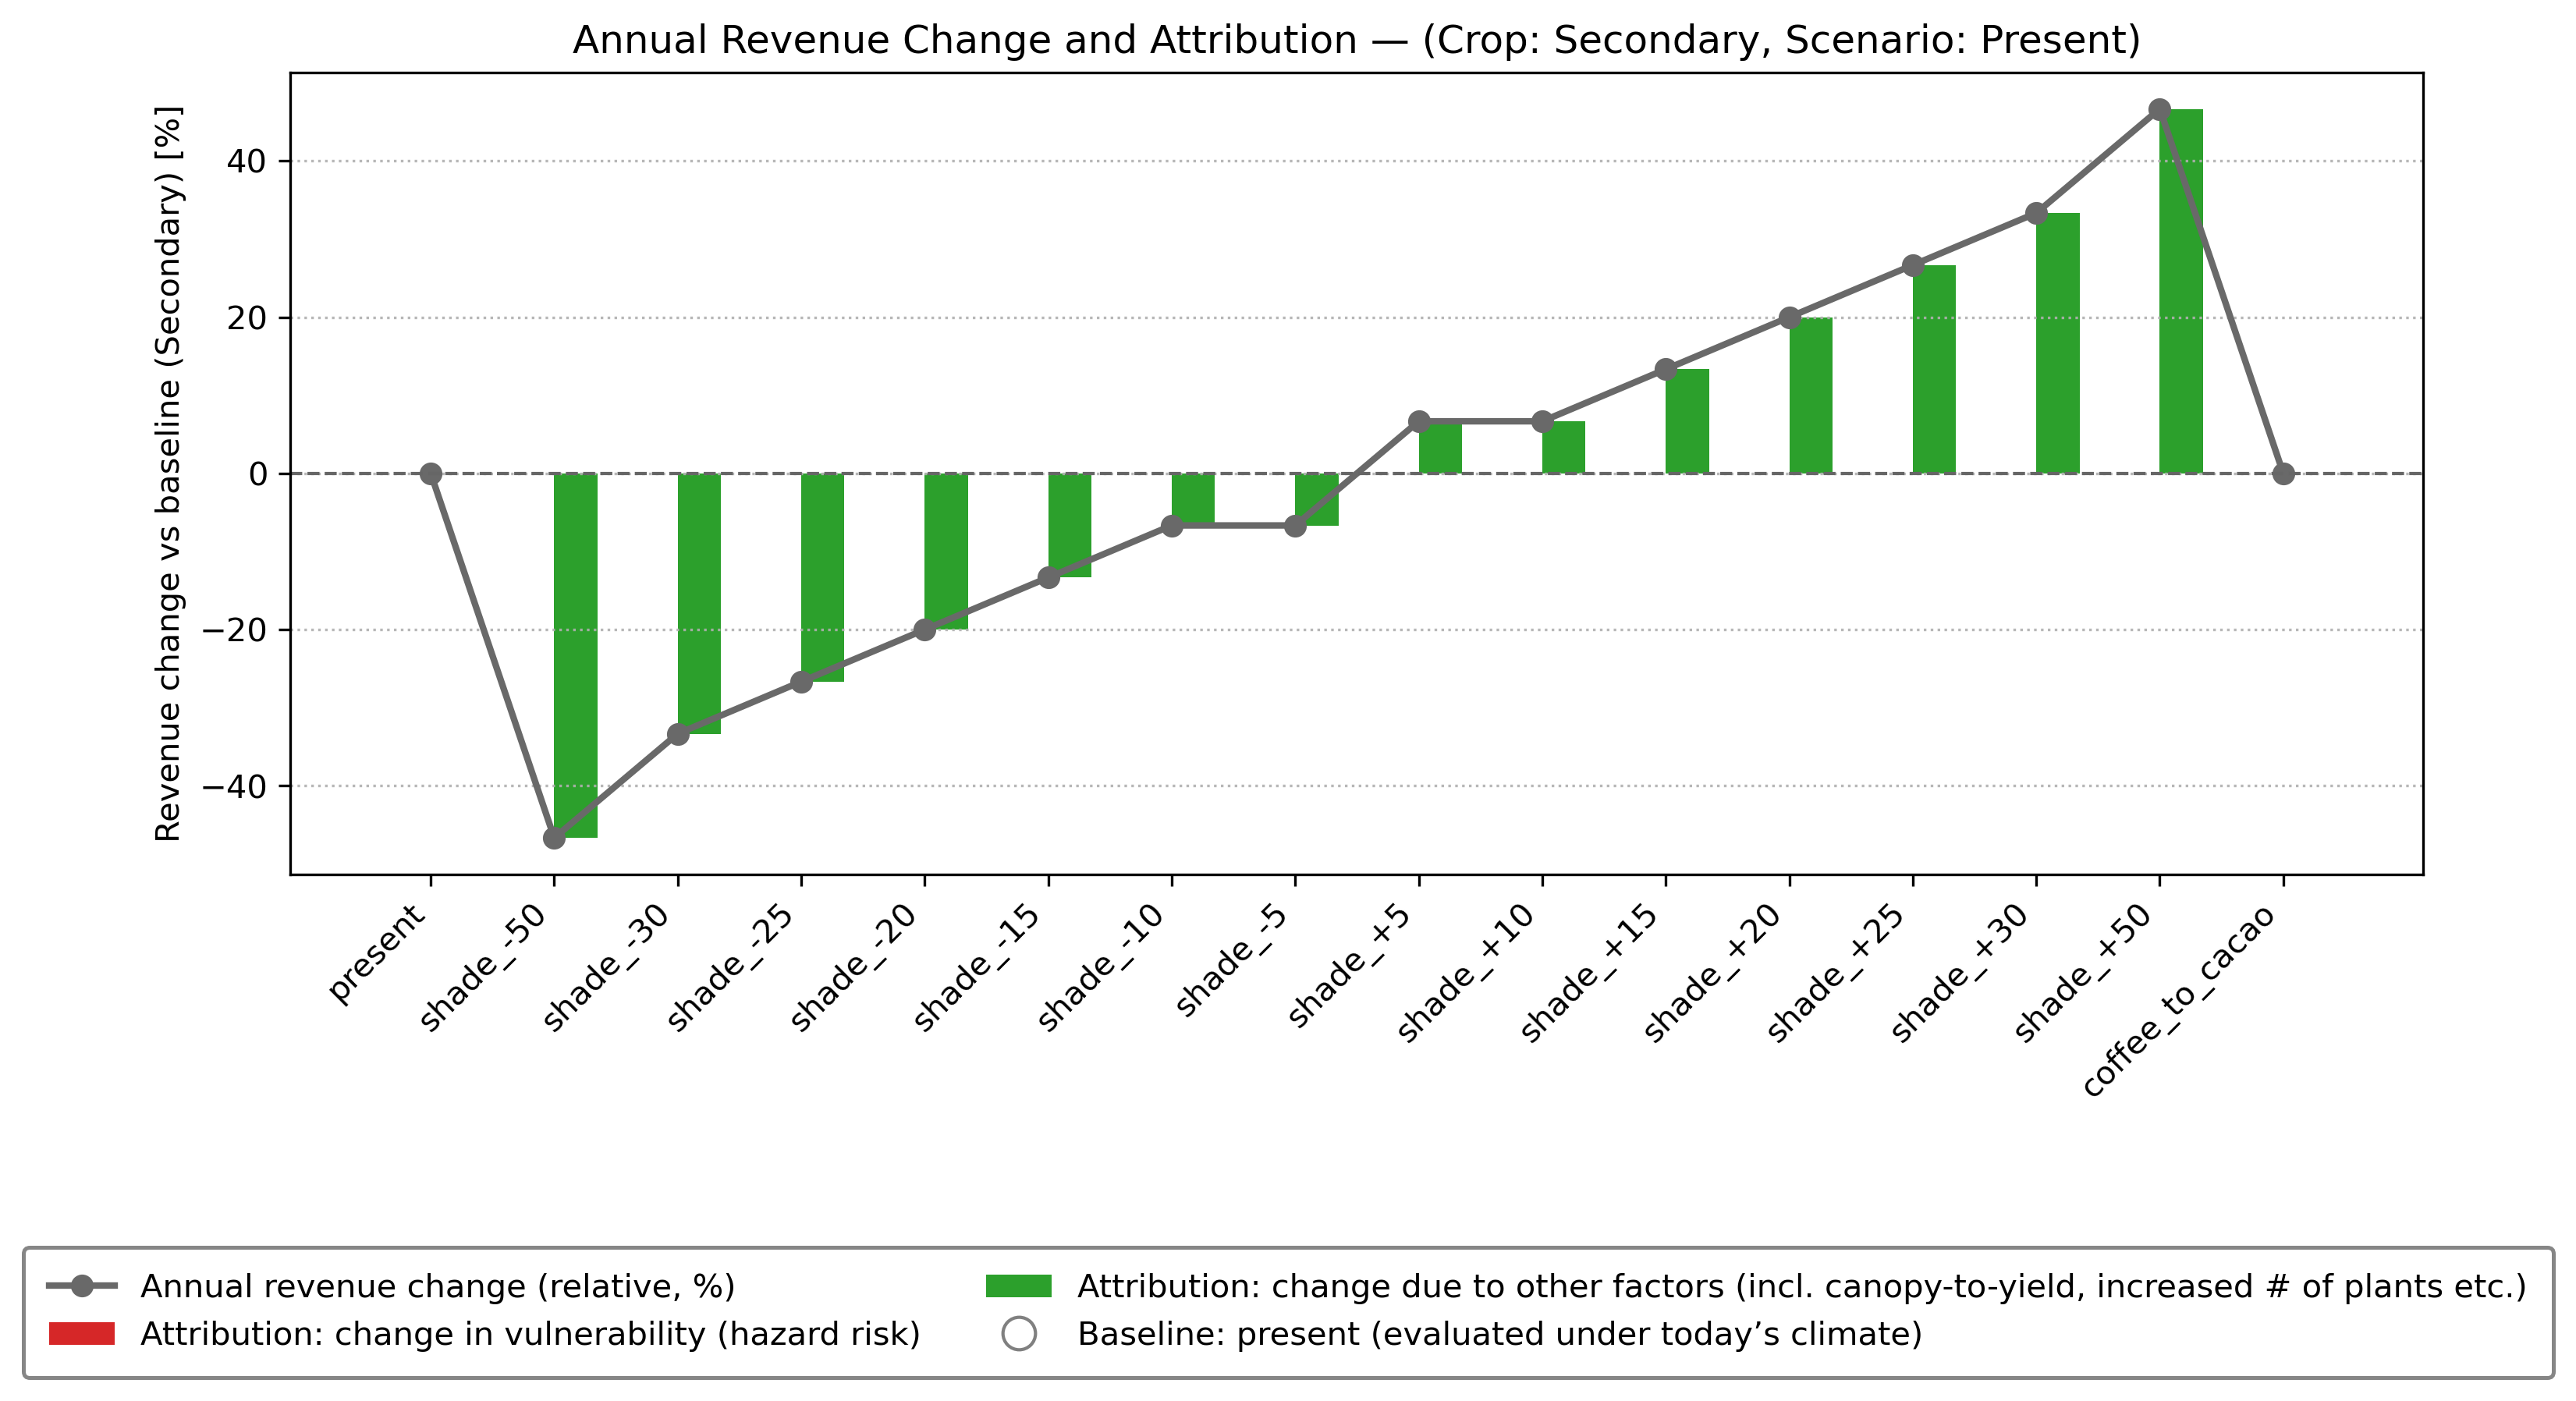 Annual Revenue Change and Attribution — (Crop: Secondary, Scenario: Present)
Revenue change vs baseline (Secondary) [%]
40
20
0
−20
−40
present
shade_-50
shade_-30
shade_-25
shade_-20
shade_-15
shade_-10
shade_-5
shade_+5
shade_+10
shade_+15
shade_+20
shade_+25
shade_+30
shade_+50
coffee_to_cacao
Annual revenue change (relative, %)
Attribution: change in vulnerability (hazard risk)
Attribution: change due to other factors (incl. canopy-to-yield, increased # of plants etc.)
Baseline: present (evaluated under today’s climate)